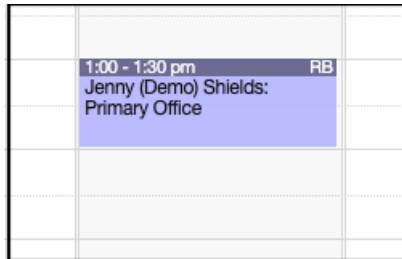 1:00 - 1:30 pm RB
Jenny (Demo) Shields:
Primary Office